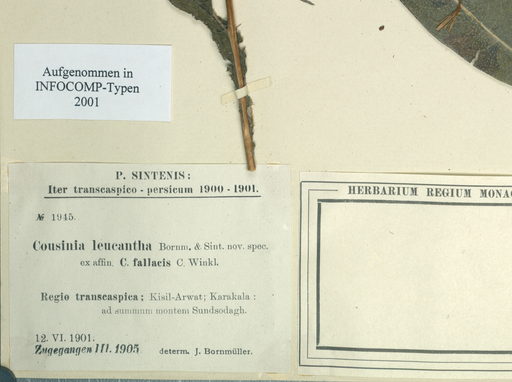 Aufgenommen in
INFOCOMP-Typen
2001
P. SINTENIS:
Iter transcaspico-persicum 1900-1901.
№ 1945.
Cousinia leucantha Bornm. & Sint. nov. spec.
ex affin. C. fallacis C. Winkl.
Regio transcaspica; Kisil-Arwat; Karakala:
ad summum montem Sundsodagh.
12. VI. 1901.
Zugegangen III. 1905
determ. J. Bornmüller.
HERBARIUM REGIUM MONAC